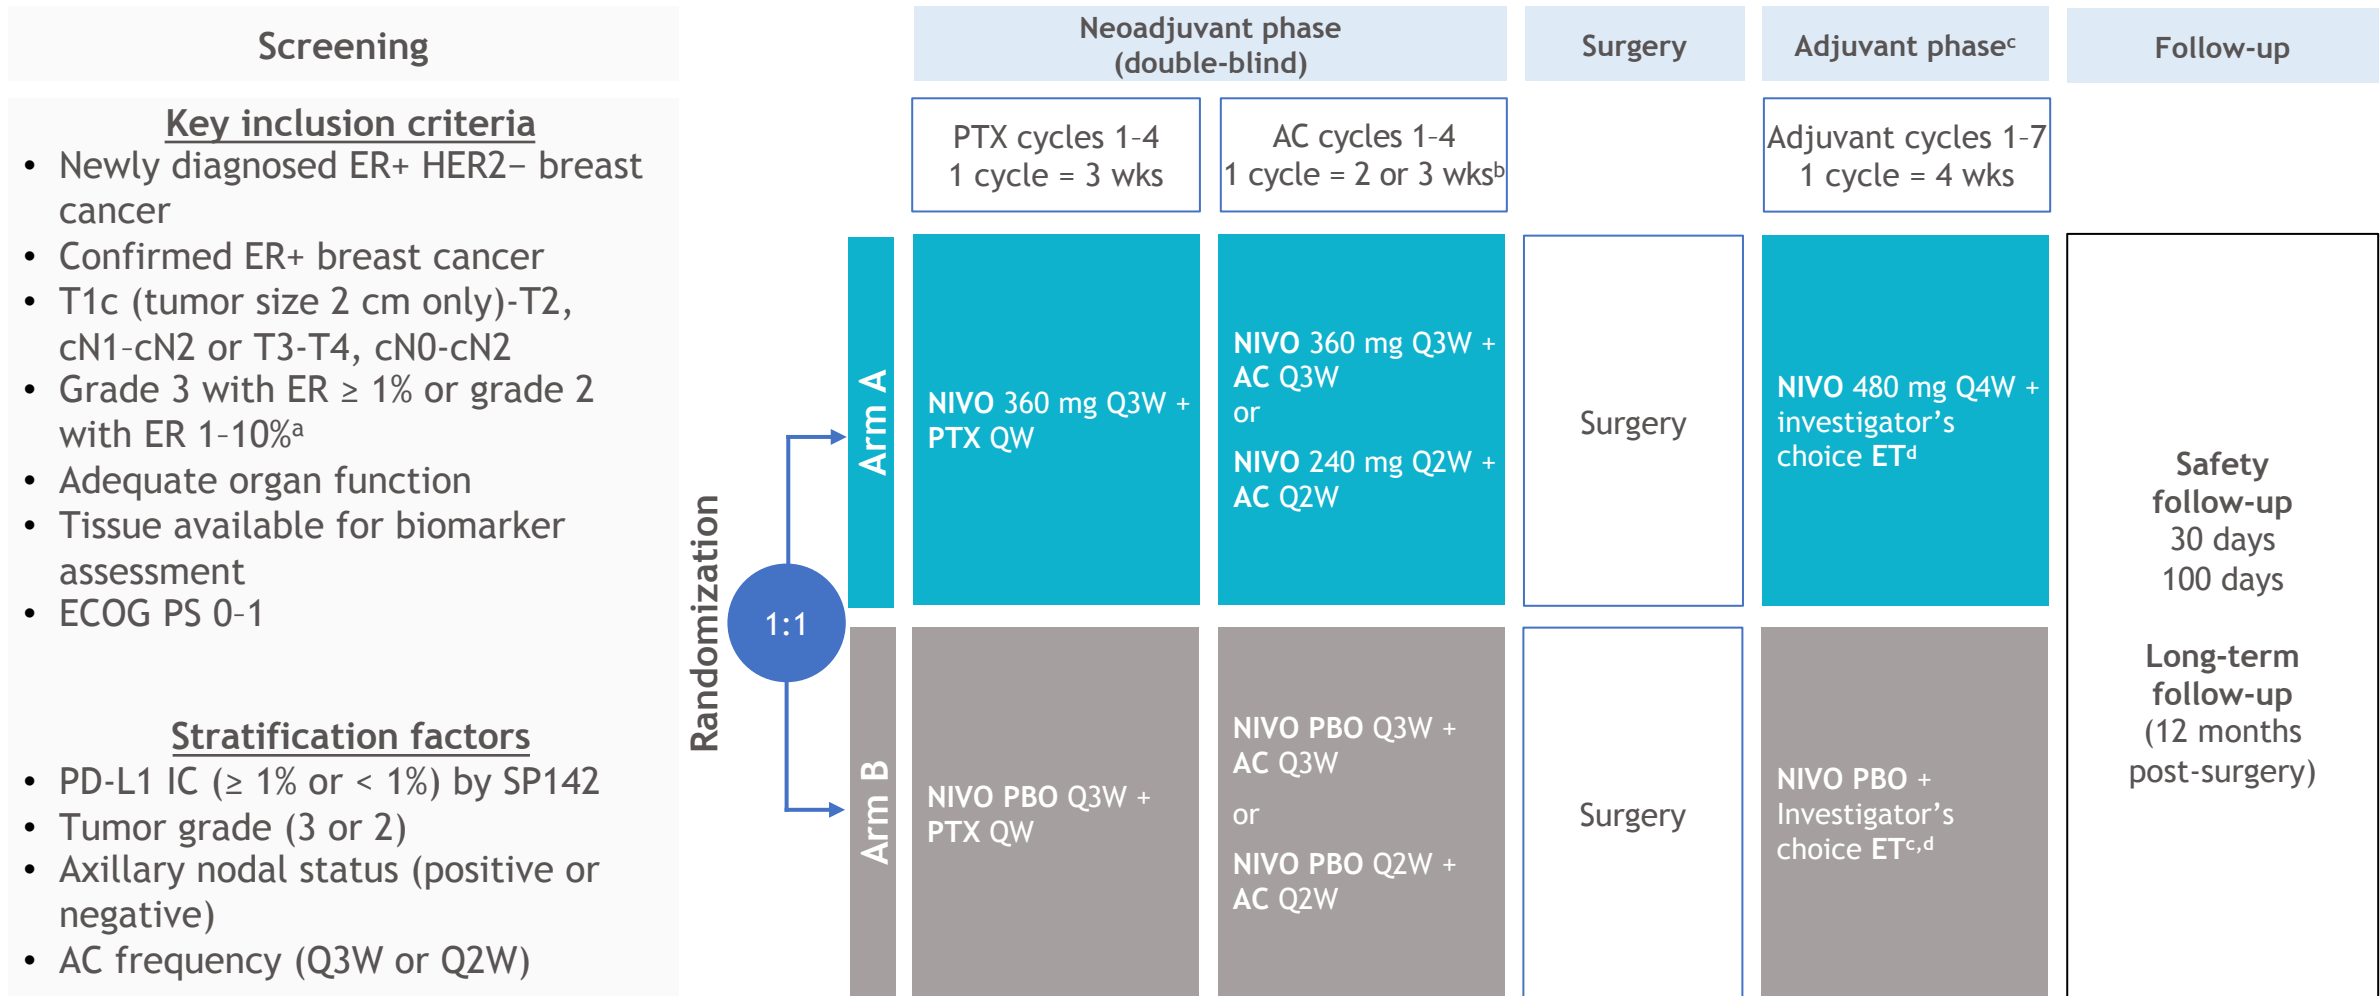 Screening
Key inclusion criteria
• Newly diagnosed ER+ HER2− breast
cancer
• Confirmed ER+ breast cancer
• T1c (tumor size 2 cm only)-T2,
cN1–cN2 or T3-T4, cN0-cN2
• Grade 3 with ER ≥ 1% or grade 2
with ER 1–10%ᵃ
• Adequate organ function
• Tissue available for biomarker
assessment
• ECOG PS 0–1
Stratification factors
• PD-L1 IC (≥ 1% or < 1%) by SP142
• Tumor grade (3 or 2)
• Axillary nodal status (positive or
negative)
• AC frequency (Q3W or Q2W)
Randomization
1:1
Neoadjuvant phase
(double-blind)
Surgery
Adjuvant phaseᶜ
Follow-up
PTX cycles 1–4
1 cycle = 3 wks
AC cycles 1–4
1 cycle = 2 or 3 wksᵇ
Adjuvant cycles 1–7
1 cycle = 4 wks
Arm A
NIVO 360 mg Q3W +
PTX QW
NIVO 360 mg Q3W +
AC Q3W
or
NIVO 240 mg Q2W +
AC Q2W
Surgery
NIVO 480 mg Q4W +
investigator’s
choice ETᵈ
Arm B
NIVO PBO Q3W +
PTX QW
NIVO PBO Q3W +
AC Q3W
or
NIVO PBO Q2W +
AC Q2W
Surgery
NIVO PBO +
Investigator’s
choice ETᶜ,ᵈ
Safety
follow-up
30 days
100 days
Long-term
follow-up
(12 months
post-surgery)